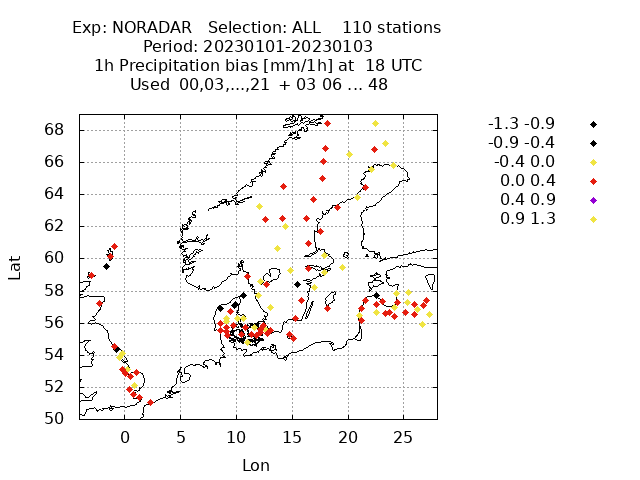 Exp: NORADAR   Selection: ALL    110 stations
Period: 20230101-20230103
1h Precipitation bias [mm/1h] at  18 UTC
Used  00,03,...,21  + 03 06 ... 48
-1.3 -0.9
-0.9 -0.4
-0.4 0.0
0.0 0.4
0.4 0.9
0.9 1.3
68
66
64
62
60
58
56
54
52
50
Lat
0 5 10 15 20 25
Lon